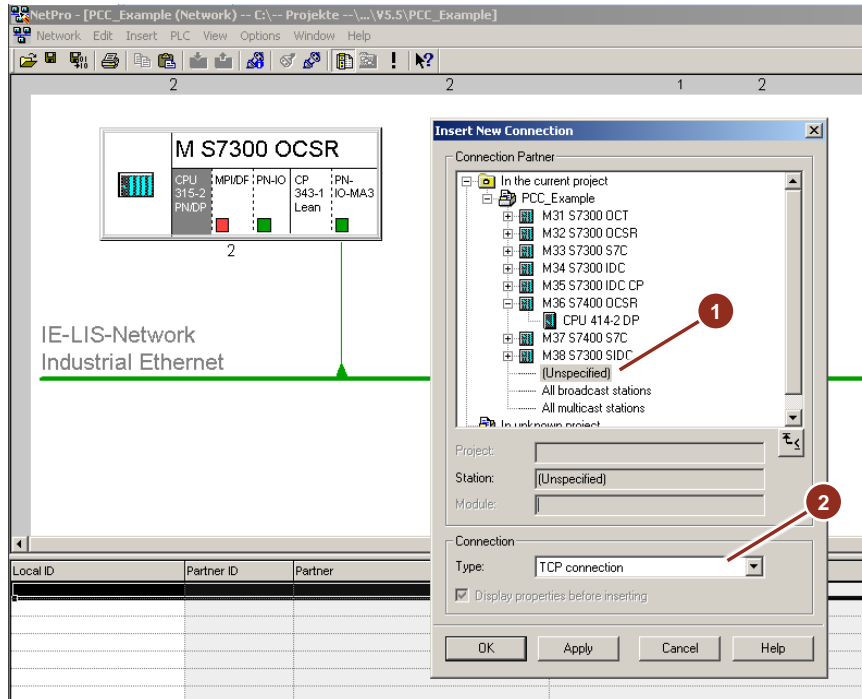 NetPro - [PCC_Example (Network) -- C:\-- Projekte --\...\V5.5\PCC_Example]
Network Edit Insert PLC View Options Window Help
2 2 1 2
M S7300 OCSR
CPU 315-2 PN/DP
MPI/DF
PN-IO
CP 343-1 Lean
PN-IO-MA3
2
IE-LIS-Network
Industrial Ethernet
Insert New Connection
Connection Partner
In the current project
PCC_Example
M31 S7300 OCT
M32 S7300 OCSR
M33 S7300 S7C
M34 S7300 IDC
M35 S7300 IDC CP
M36 S7400 OCSR
CPU 414-2 DP
M37 S7400 S7C
M38 S7300 SIDC
(Unspecified)
All broadcast stations
All multicast stations
In unknown project
1
Project:
Station: (Unspecified)
Module:
2
Connection
Type: TCP connection
Display properties before inserting
OK Apply Cancel Help
Local ID Partner ID Partner